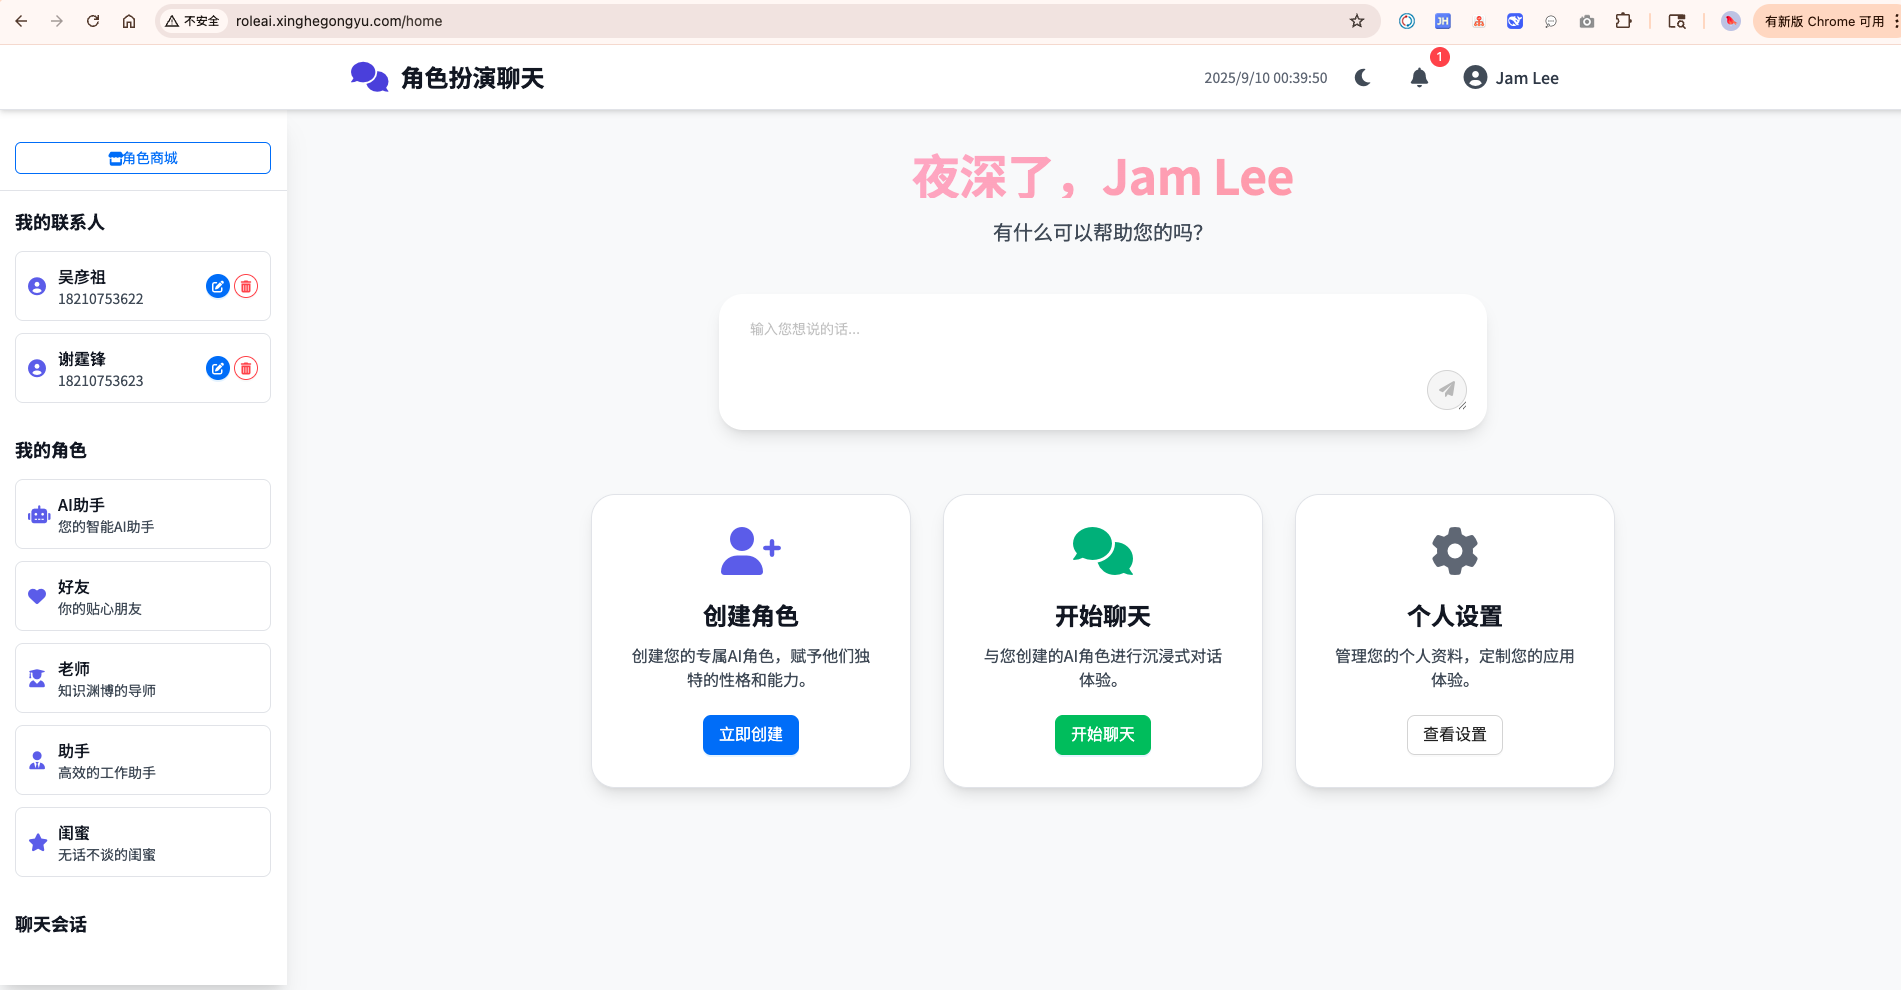 不安全
roleai.xinghegongyu.com/home
JH
有新版 Chrome 可用
角色扮演聊天
2025/9/10 00:39:50
1
Jam Lee
角色商城
我的联系人
吴彦祖
18210753622
谢霆锋
18210753623
我的角色
AI助手
您的智能AI助手
好友
你的贴心朋友
老师
知识渊博的导师
助手
高效的工作助手
闺蜜
无话不谈的闺蜜
聊天会话
夜深了，Jam Lee
有什么可以帮助您的吗？
输入您想说的话...
创建角色
创建您的专属AI角色，赋予他们独
特的性格和能力。
立即创建
开始聊天
与您创建的AI角色进行沉浸式对话
体验。
开始聊天
个人设置
管理您的个人资料，定制您的应用
体验。
查看设置